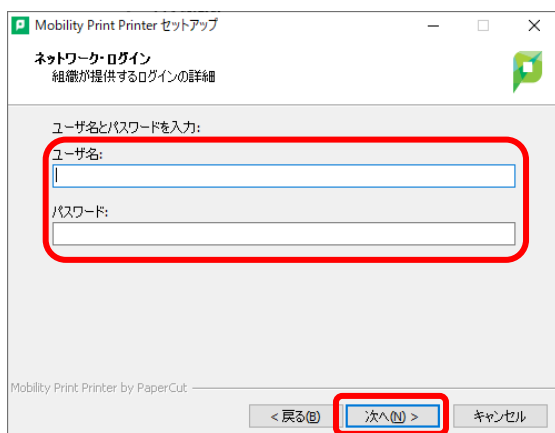 Mobility Print Printer セットアップ
ネットワーク・ログイン
組織が提供するログインの詳細
ユーザ名とパスワードを入力:
ユーザ名:
パスワード:
Mobility Print Printer by PaperCut
< 戻る(B)
次へ(N) >
キャンセル